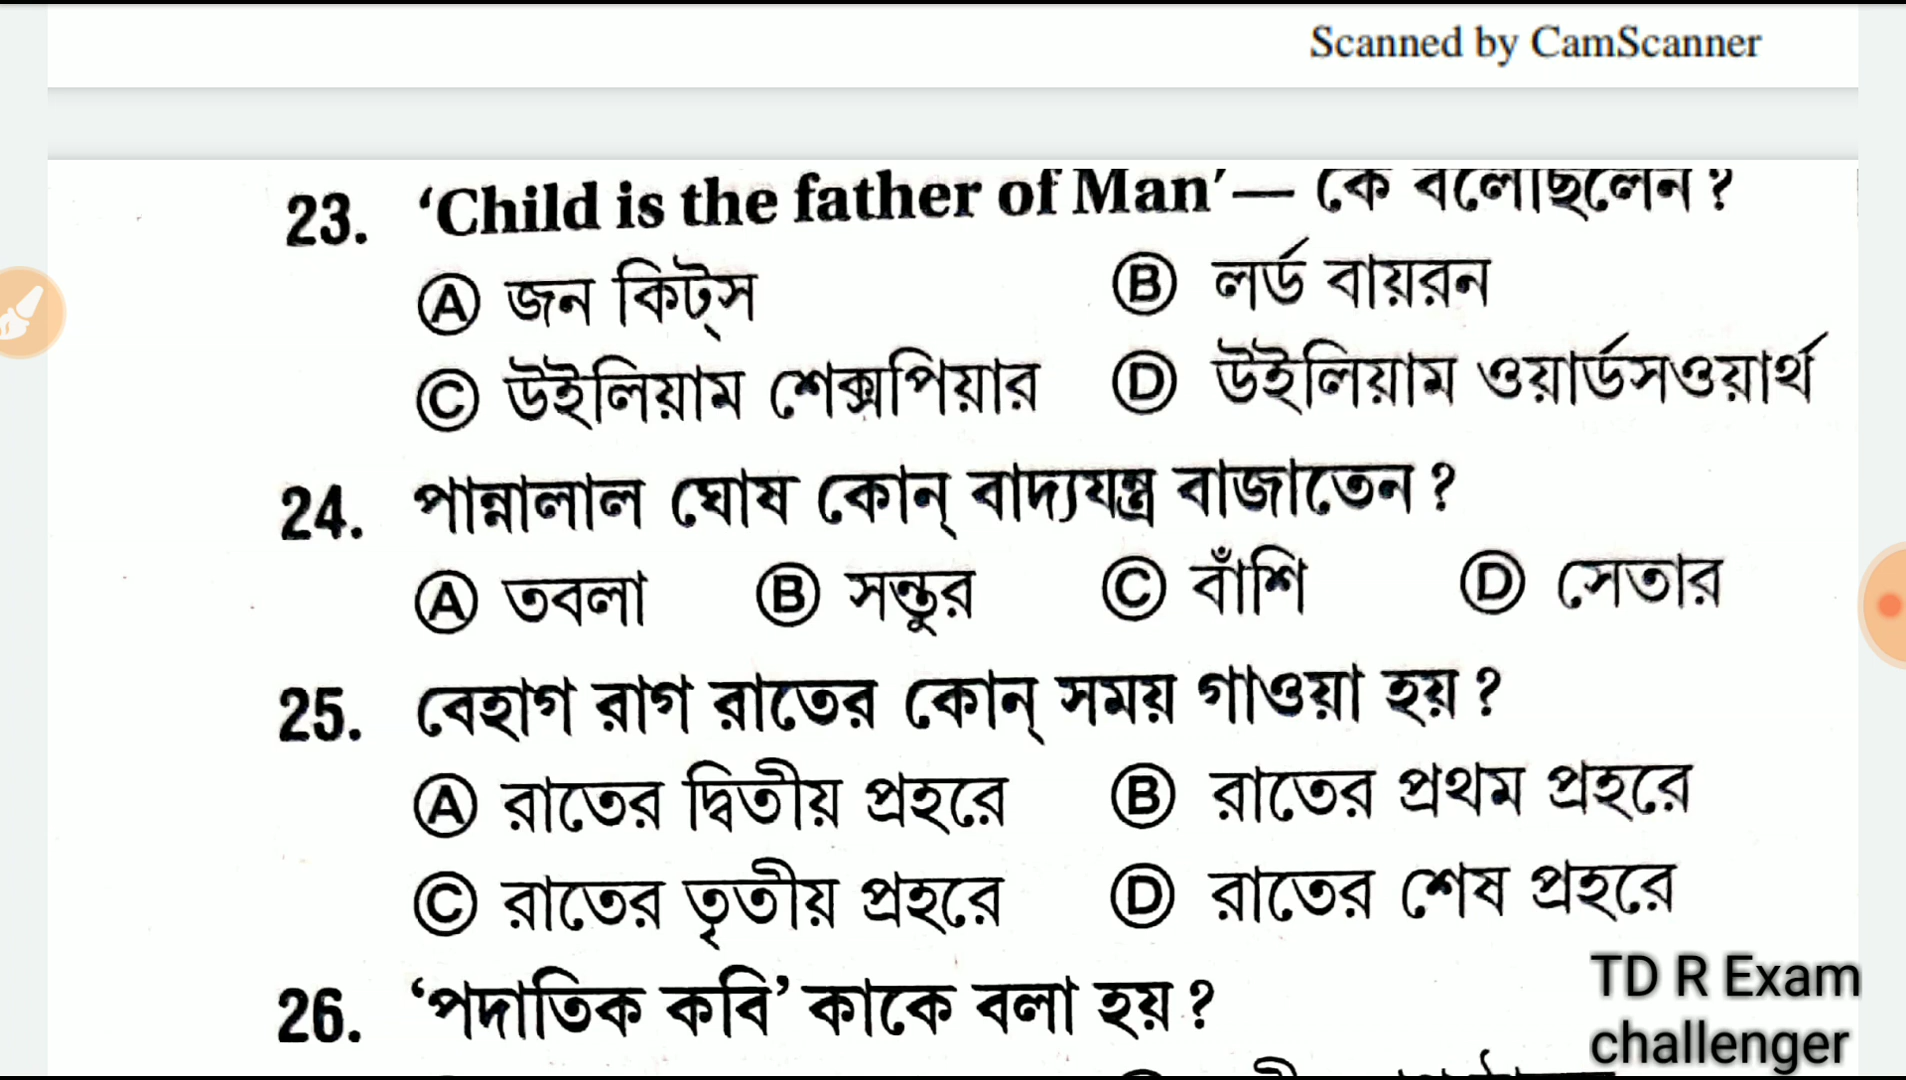 Scanned by CamScanner
23. ‘Child is the father of Man’— কে বলেছিলেন ?
Ⓐ জন কিট্‌স Ⓑ লর্ড বায়রন
Ⓒ উইলিয়াম শেক্সপিয়ার Ⓓ উইলিয়াম ওয়ার্ডসওয়ার্থ
24. পান্নালাল ঘোষ কোন্ বাদ্যযন্ত্র বাজাতেন ?
Ⓐ তবলা Ⓑ সন্তুর Ⓒ বাঁশি Ⓓ সেতার
25. বেহাগ রাগ রাতের কোন্ সময় গাওয়া হয় ?
Ⓐ রাতের দ্বিতীয় প্রহরে Ⓑ রাতের প্রথম প্রহরে
Ⓒ রাতের তৃতীয় প্রহরে Ⓓ রাতের শেষ প্রহরে
26. ‘পদাতিক কবি’ কাকে বলা হয় ?
TD R Exam
challenger